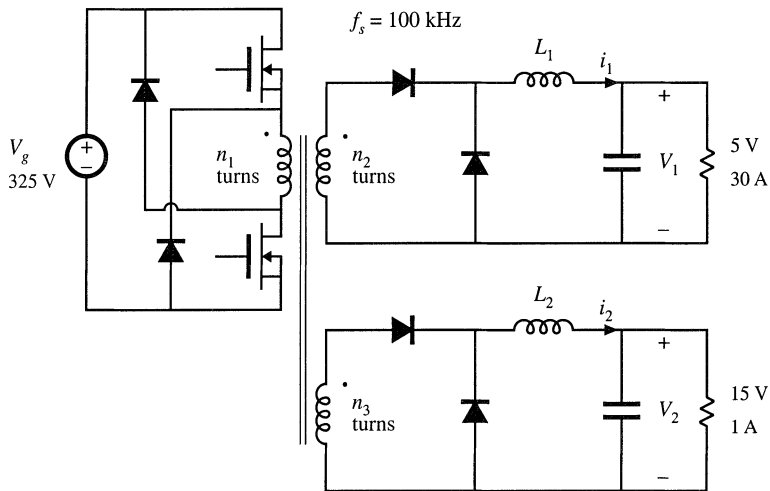 f_s = 100 kHz
V_g
325 V
+
−
n_1
turns
n_2
turns
L_1
i_1
+
V_1
−
5 V
30 A
n_3
turns
L_2
i_2
+
V_2
−
15 V
1 A